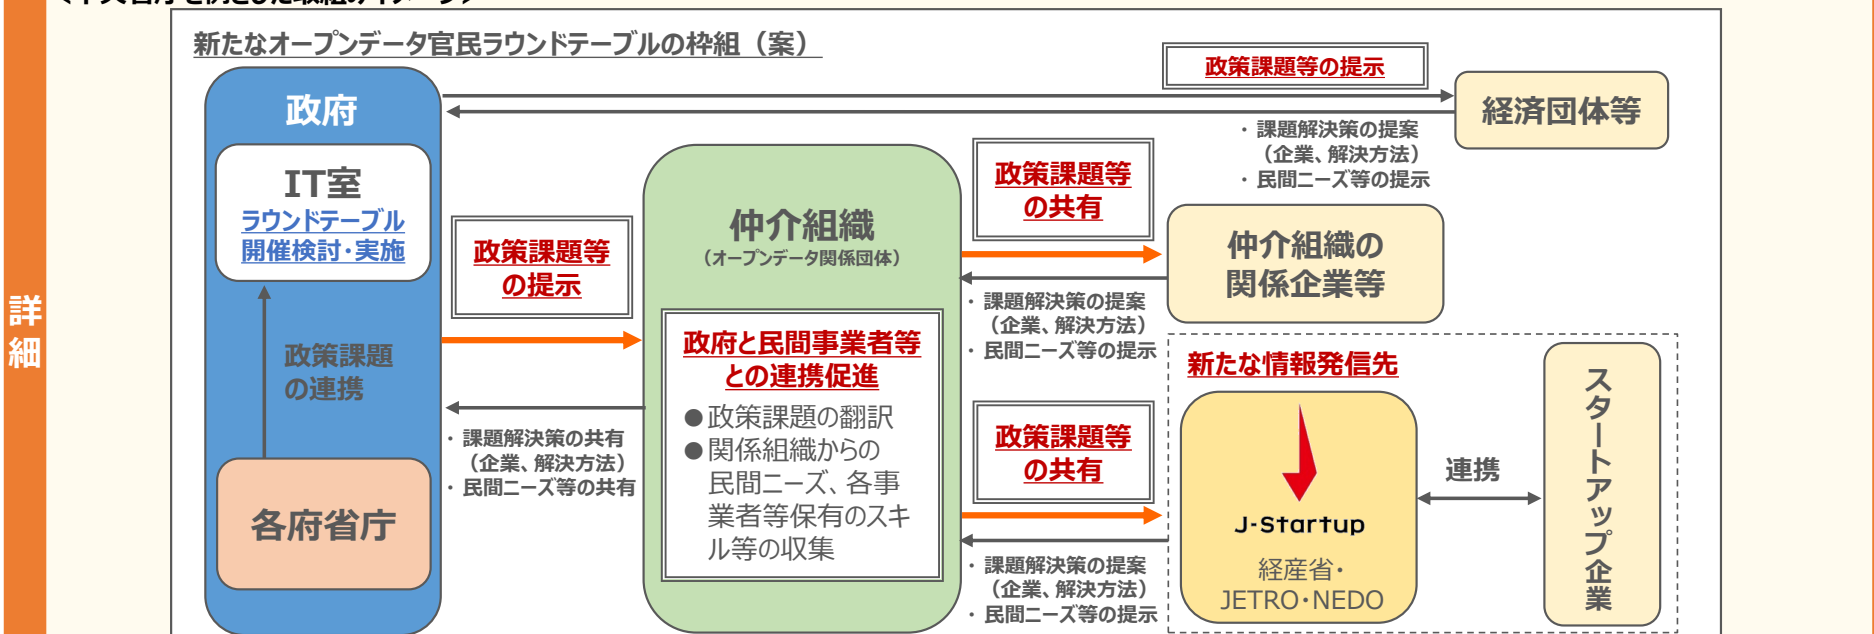 新たなオープンデータ官民ラウンドテーブルの枠組（案）
政府
IT室
ラウンドテーブル
開催検討・実施
政策課題
の連携
各府省庁
詳細
政策課題等
の提示
・ 課題解決策の共有
（企業、解決方法）
・ 民間ニーズ等の共有
仲介組織
（オープンデータ関係団体）
政府と民間事業者等
との連携促進
●政策課題の翻訳
●関係組織からの
民間ニーズ、各事
業者等保有のスキ
ル等の収集
政策課題等の提示
経済団体等
・ 課題解決策の提案
（企業、解決方法）
・ 民間ニーズ等の提示
政策課題等
の共有
仲介組織の
関係企業等
・ 課題解決策の提案
（企業、解決方法）
・ 民間ニーズ等の提示
新たな情報発信先
政策課題等
の共有
J-Startup
経産省・
JETRO・NEDO
連携
スタートアップ企業
・ 課題解決策の提案
（企業、解決方法）
・ 民間ニーズ等の提示